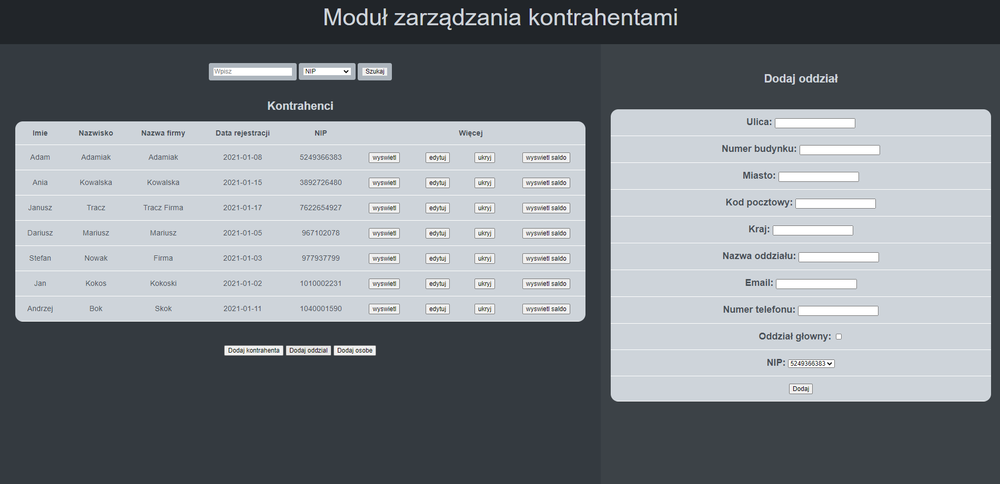 Moduł zarządzania kontrahentami
Wpisz NIP Szukaj
Kontrahenci
Imie Nazwisko Nazwa firmy Data rejestracji NIP Więcej
Adam Adamiak Adamiak 2021-01-08 5249366383 wyswietl edytuj ukryj wyswietl saldo
Ania Kowalska Kowalska 2021-01-15 3892726480 wyswietl edytuj ukryj wyswietl saldo
Janusz Tracz Tracz Firma 2021-01-17 7622654927 wyswietl edytuj ukryj wyswietl saldo
Dariusz Mariusz Mariusz 2021-01-05 967102078 wyswietl edytuj ukryj wyswietl saldo
Stefan Nowak Firma 2021-01-03 977937799 wyswietl edytuj ukryj wyswietl saldo
Jan Kokos Kokoski 2021-01-02 1010002231 wyswietl edytuj ukryj wyswietl saldo
Andrzej Bok Skok 2021-01-11 1040001590 wyswietl edytuj ukryj wyswietl saldo
Dodaj kontrahenta Dodaj oddzial Dodaj osobe
Dodaj oddział
Ulica:
Numer budynku:
Miasto:
Kod pocztowy:
Kraj:
Nazwa oddziału:
Email:
Numer telefonu:
Oddział głowny:
NIP: 5249366383
Dodaj